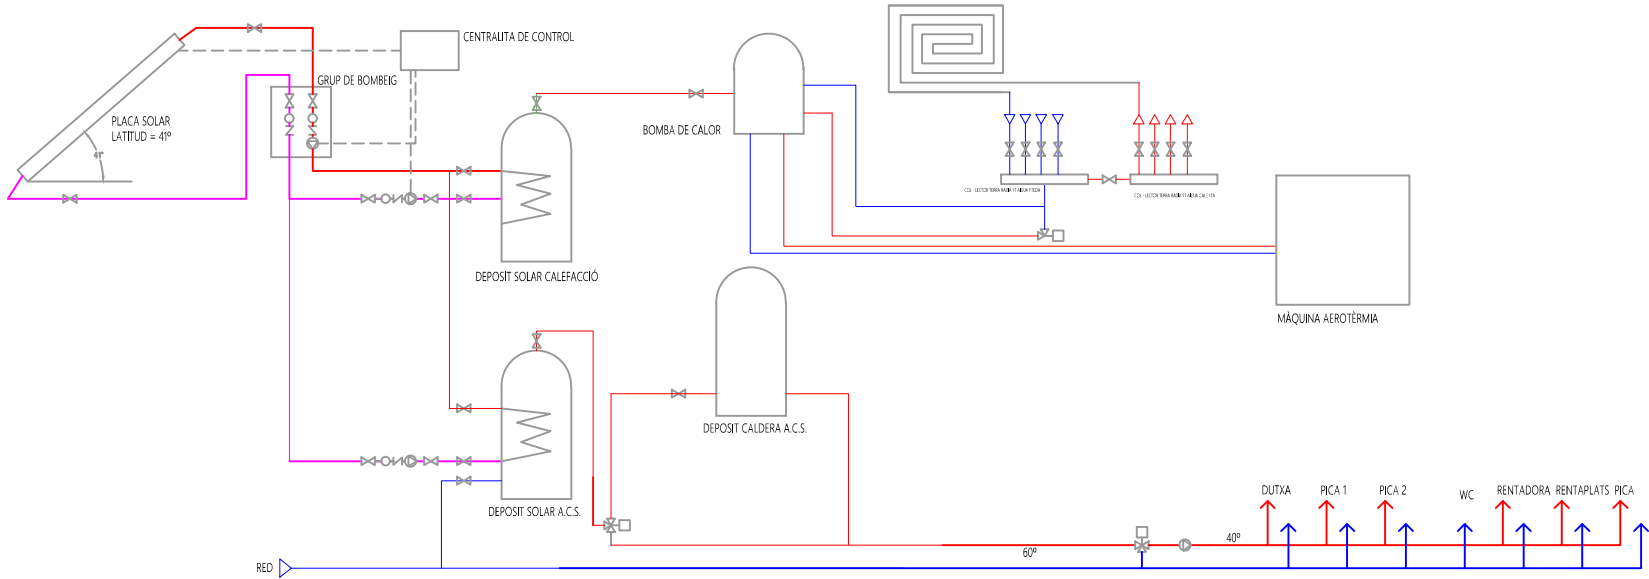 CENTRALITA DE CONTROL
GRUP DE BOMBEIG
PLACA SOLAR
LATITUD = 41º
41º
BOMBA DE CALOR
DEPOSIT SOLAR CALEFACCIÓ
MÀQUINA AEROTÈRMIA
DEPOSIT CALDERA A.C.S.
DEPOSIT SOLAR A.C.S.
DUTXA
PICA 1
PICA 2
WC
RENTADORA
RENTAPLATS
PICA
60º
40º
RED